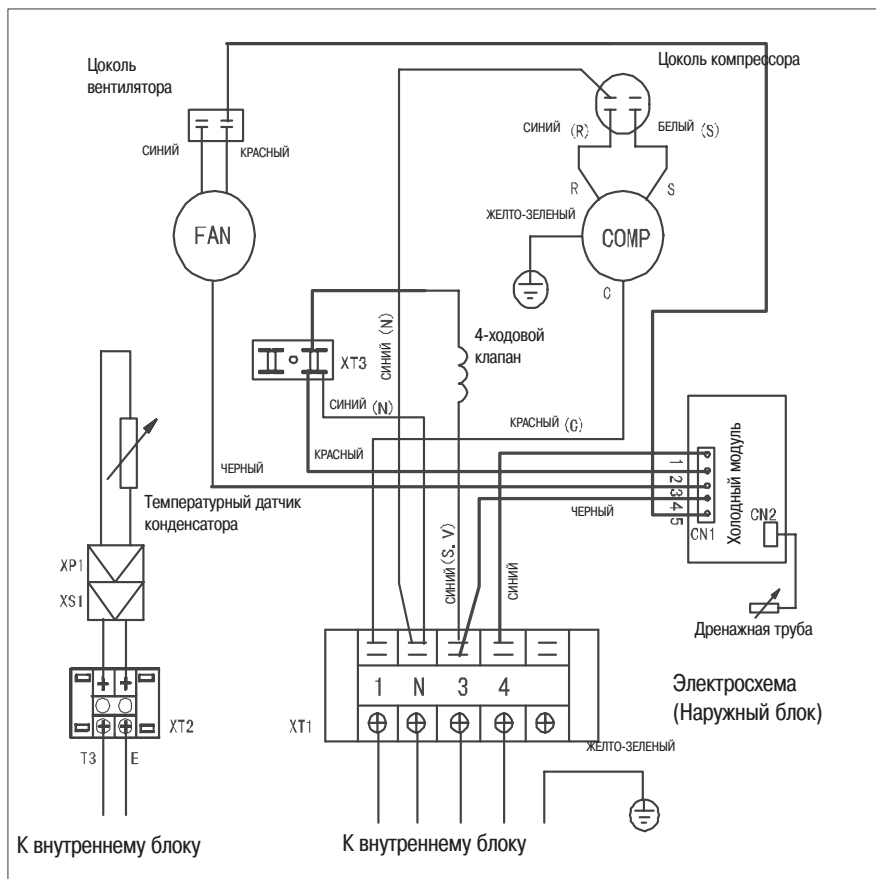 Цоколь
вентилятора
Цоколь компрессора
СИНИЙ
КРАСНЫЙ
СИНИЙ (R)
БЕЛЫЙ (S)
R
S
FAN
ЖЕЛТО-ЗЕЛЕНЫЙ
COMP
C
СИНИЙ (N)
4-ходовой
клапан
XT3
СИНИЙ (N)
КРАСНЫЙ (C)
ЧЕРНЫЙ
КРАСНЫЙ
Температурный датчик
конденсатора
ЧЕРНЫЙ
1
2
3
4
5
CN1
Холодный модуль
CN2
XP1
XS1
СИНИЙ (S.V)
СИНИЙ
Дренажная труба
1 N 3 4
Электросхема
(Наружный блок)
XT2
XT1
ЖЕЛТО-ЗЕЛЕНЫЙ
T3 E
К внутреннему блоку
К внутреннему блоку